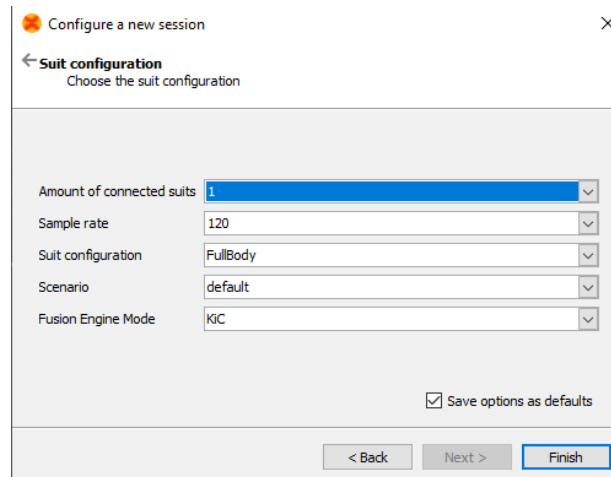 Configure a new session
Suit configuration
Choose the suit configuration
Amount of connected suits 1
Sample rate 120
Suit configuration FullBody
Scenario default
Fusion Engine Mode KiC
Save options as defaults
< Back Next > Finish